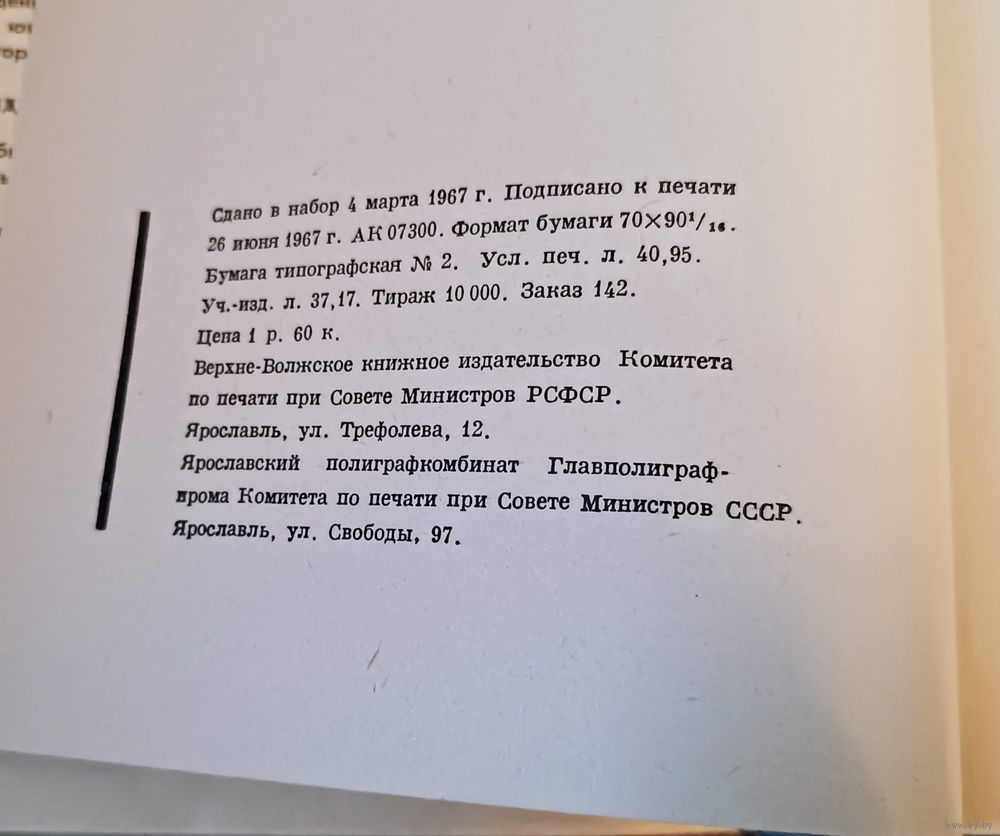 Сдано в набор 4 марта 1967 г. Подписано к печати
26 июня 1967 г. АК 07300. Формат бумаги 70×90¹/₁₆.
Бумага типографская № 2. Усл. печ. л. 40,95.
Уч.-изд. л. 37,17. Тираж 10 000. Заказ 142.
Цена 1 р. 60 к.
Верхне-Волжское книжное издательство Комитета
по печати при Совете Министров РСФСР.
Ярославль, ул. Трефолева, 12.
Ярославский полиграфкомбинат Главполиграф-
прома Комитета по печати при Совете Министров СССР.
Ярославль, ул. Свободы, 97.
www.ay.by